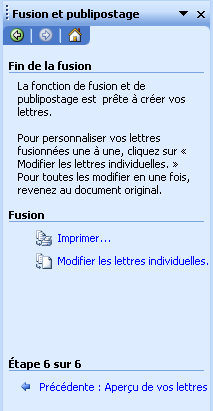 Fusion et publipostage
Fin de la fusion
La fonction de fusion et de
publipostage est prête à créer vos
lettres.
Pour personnaliser vos lettres
fusionnées une à une, cliquez sur «
Modifier les lettres individuelles. »
Pour toutes les modifier en une fois,
revenez au document original.
Fusion
Imprimer...
Modifier les lettres individuelles.
Étape 6 sur 6
Précédente : Aperçu de vos lettres